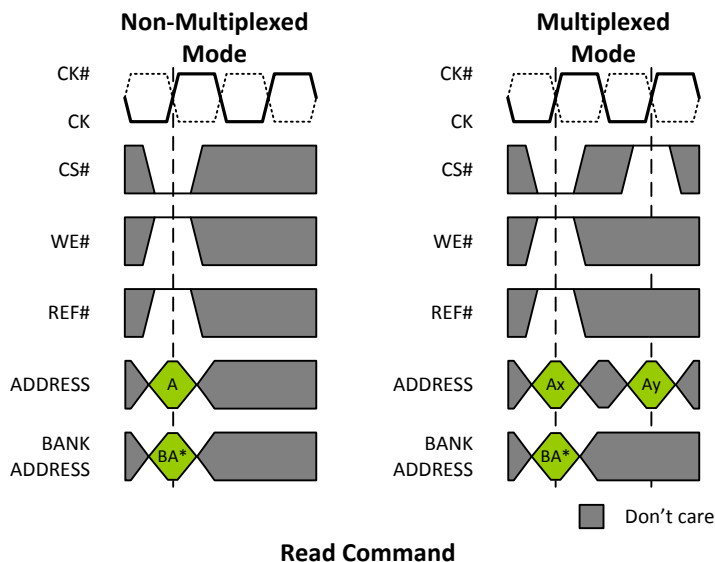 Non-Multiplexed
Mode
Multiplexed
Mode
CK#
CK
CS#
WE#
REF#
ADDRESS
A
BANK
ADDRESS
BA*
CK#
CK
CS#
WE#
REF#
ADDRESS
Ax
Ay
BANK
ADDRESS
BA*
Don't care
Read Command